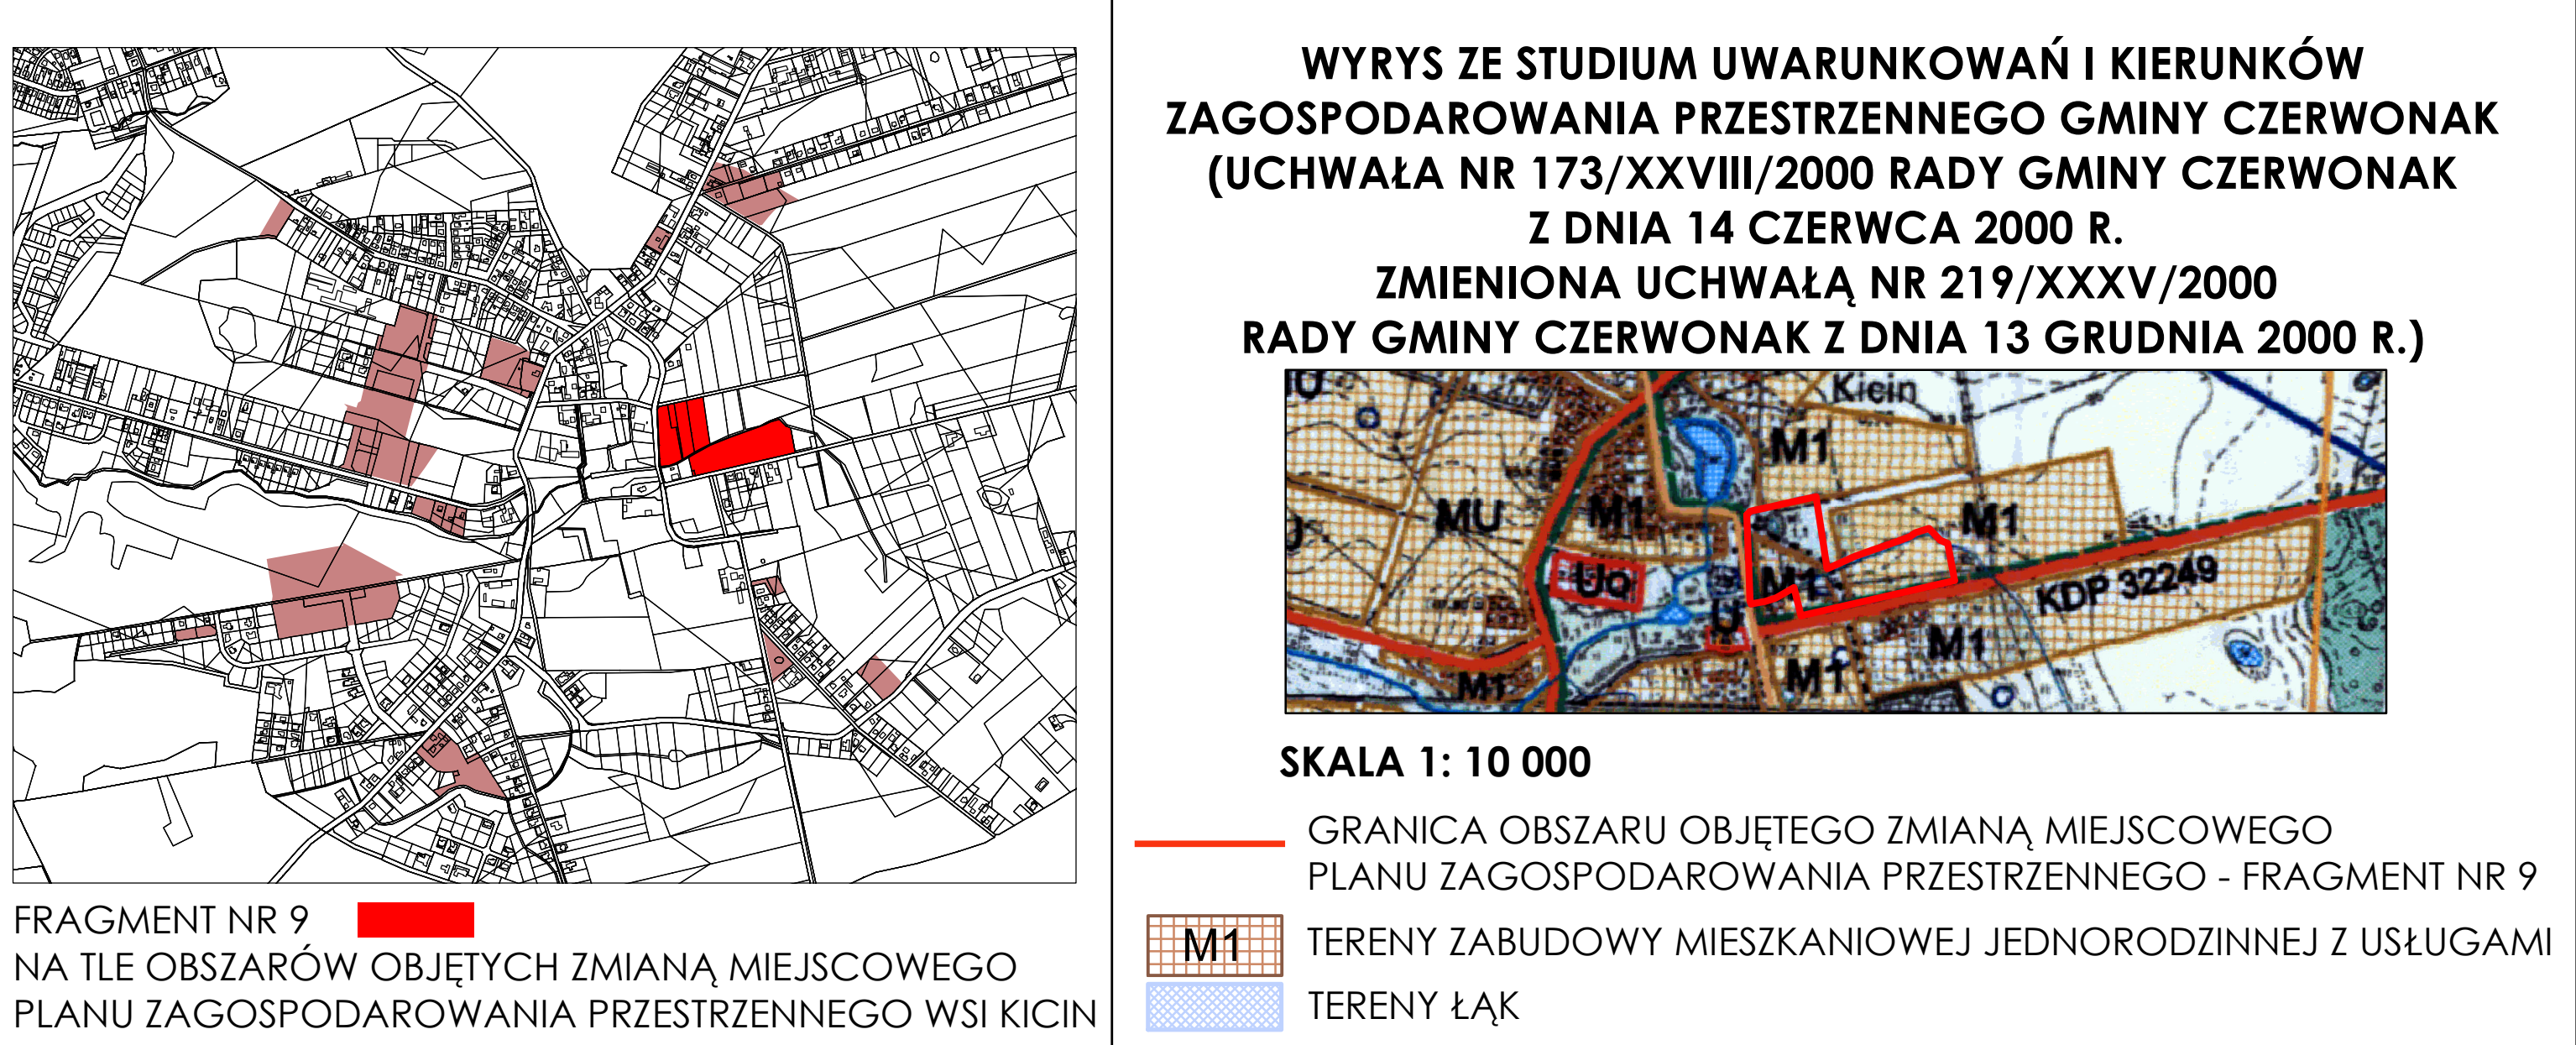 FRAGMENT NR 9
NA TLE OBSZARÓW OBJĘTYCH ZMIANĄ MIEJSCOWEGO
PLANU ZAGOSPODAROWANIA PRZESTRZENNEGO WSI KICIN
WYRYS ZE STUDIUM UWARUNKOWAŃ I KIERUNKÓW
ZAGOSPODAROWANIA PRZESTRZENNEGO GMINY CZERWONAK
(UCHWAŁA NR 173/XXVIII/2000 RADY GMINY CZERWONAK
Z DNIA 14 CZERWCA 2000 R.
ZMIENIONA UCHWAŁĄ NR 219/XXXV/2000
RADY GMINY CZERWONAK Z DNIA 13 GRUDNIA 2000 R.)
Kicin
M1
MU
M1
M1
Uo
M1
U
KDP 32249
M1
M1
M1
SKALA 1: 10 000
GRANICA OBSZARU OBJĘTEGO ZMIANĄ MIEJSCOWEGO
PLANU ZAGOSPODAROWANIA PRZESTRZENNEGO - FRAGMENT NR 9
M1 TERENY ZABUDOWY MIESZKANIOWEJ JEDNORODZINNEJ Z USŁUGAMI
TERENY ŁĄK